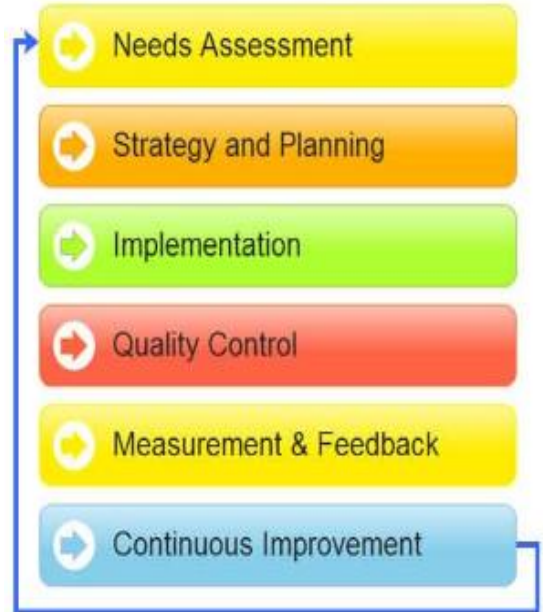 Needs Assessment
Strategy and Planning
Implementation
Quality Control
Measurement & Feedback
Continuous Improvement